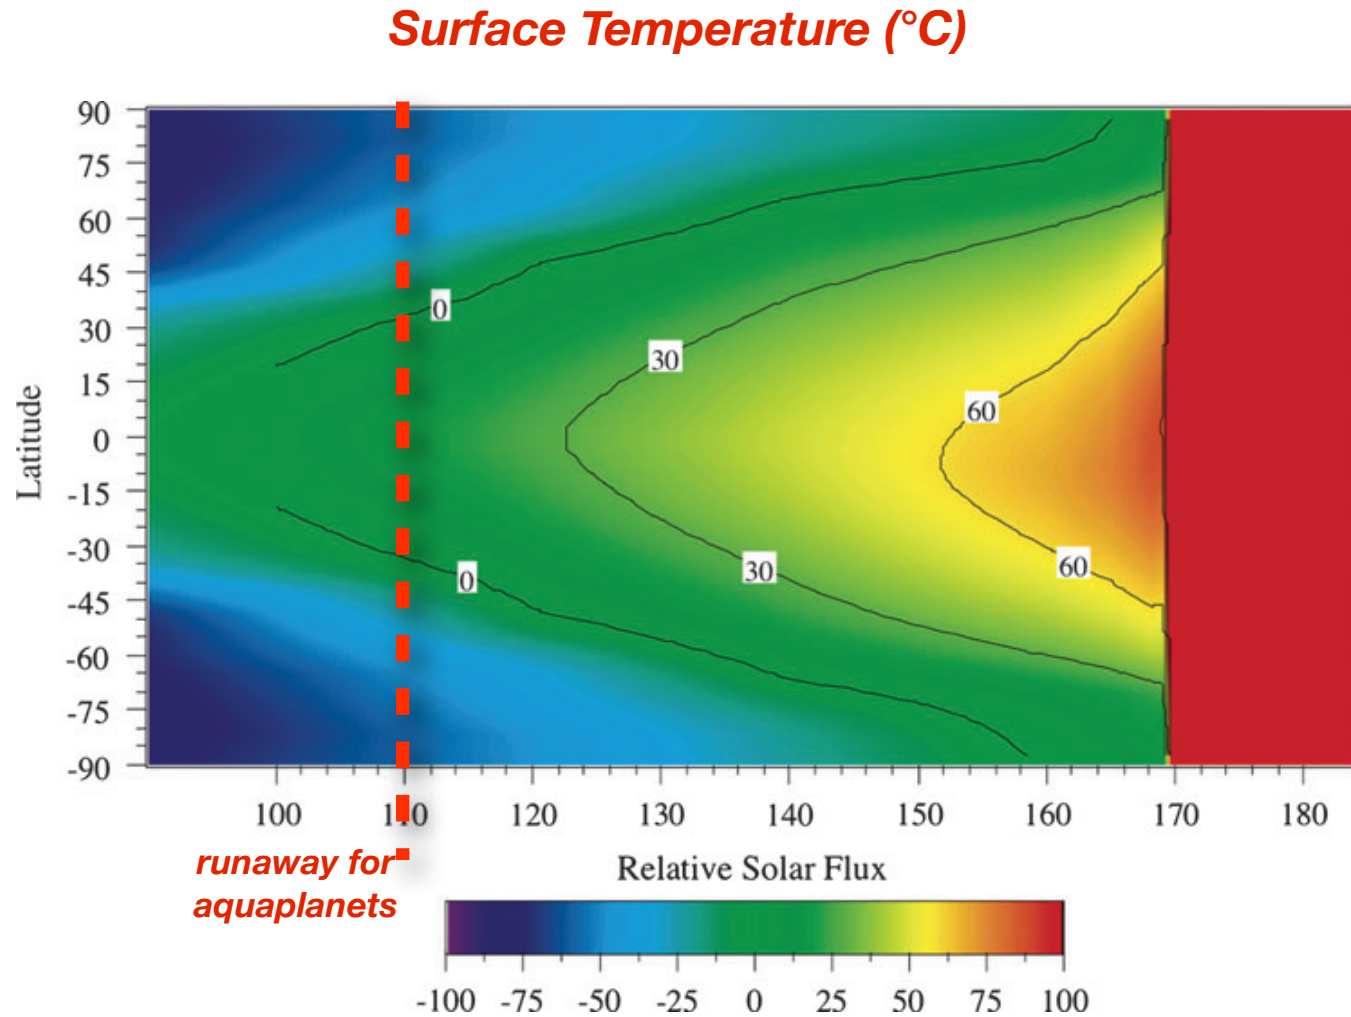 Surface Temperature (°C)
90
75
60
45
30
15
0
-15
-30
-45
-60
-75
-90
Latitude
0
30
60
0
30
60
100 110 120 130 140 150 160 170 180
runaway for
aquaplanets
Relative Solar Flux
-100 -75 -50 -25 0 25 50 75 100